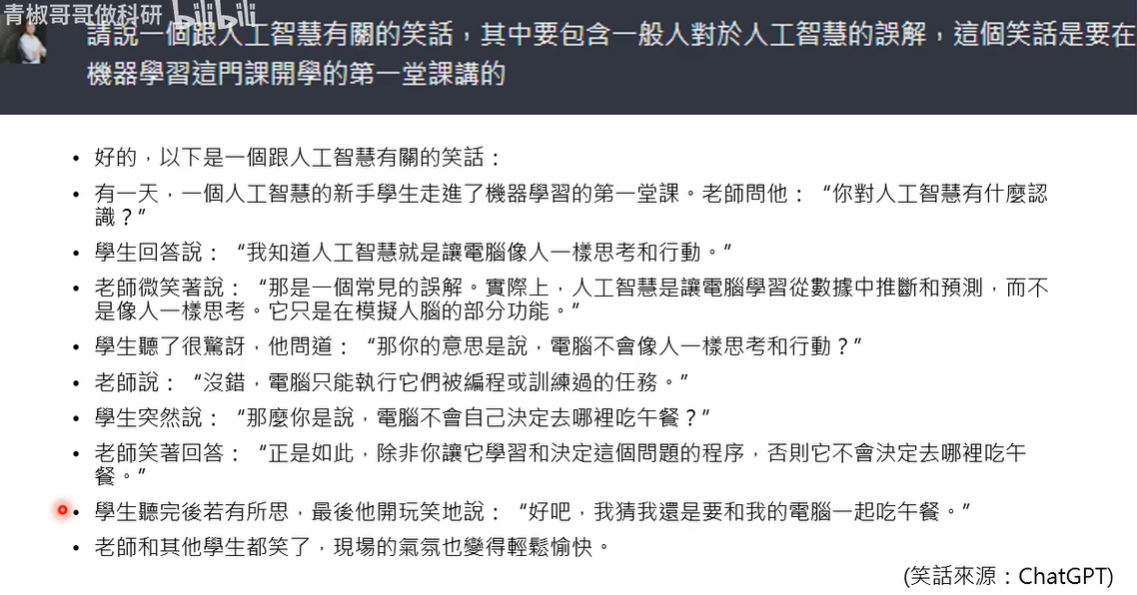 青椒哥哥做科研 bilibili
請說一個跟人工智慧有關的笑話，其中要包含一般人對於人工智慧的誤解，這個笑話是要在
機器學習這門課開學的第一堂課講的
• 好的，以下是一個跟人工智慧有關的笑話：
• 有一天，一個人工智慧的新手學生走進了機器學習的第一堂課。老師問他：“你對人工智慧有什麼認
識？”
• 學生回答說：“我知道人工智慧就是讓電腦像人一樣思考和行動。”
• 老師微笑著說：“那是一個常見的誤解。實際上，人工智慧是讓電腦學習從數據中推斷和預測，而不
是像人一樣思考。它只是在模擬人腦的部分功能。”
• 學生聽了很驚訝，他問道：“那你的意思是說，電腦不會像人一樣思考和行動？”
• 老師說：“沒錯，電腦只能執行它們被編程或訓練過的任務。”
• 學生突然說：“那麼你是說，電腦不會自己決定去哪裡吃午餐？”
• 老師笑著回答：“正是如此，除非你讓它學習和決定這個問題的程序，否則它不會決定去哪裡吃午
餐。”
• 學生聽完後若有所思，最後他開玩笑地說：“好吧，我猜我還是要和我的電腦一起吃午餐。”
• 老師和其他學生都笑了，現場的氣氛也變得輕鬆愉快。
(笑話來源：ChatGPT)